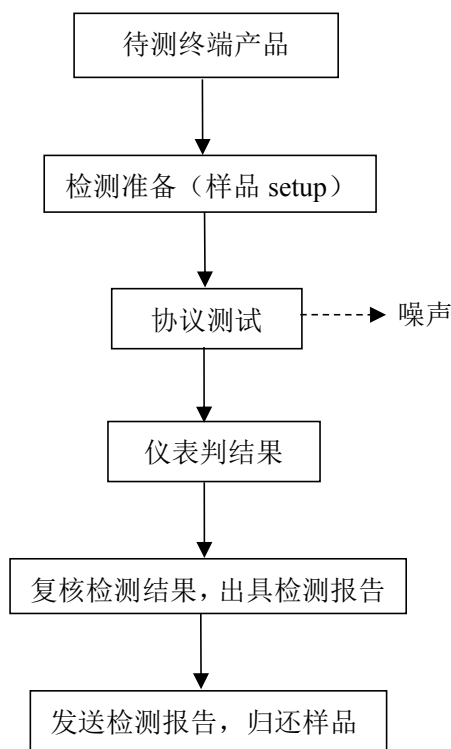 待测终端产品
检测准备（样品 setup）
协议测试
噪声
仪表判结果
复核检测结果，出具检测报告
发送检测报告，归还样品